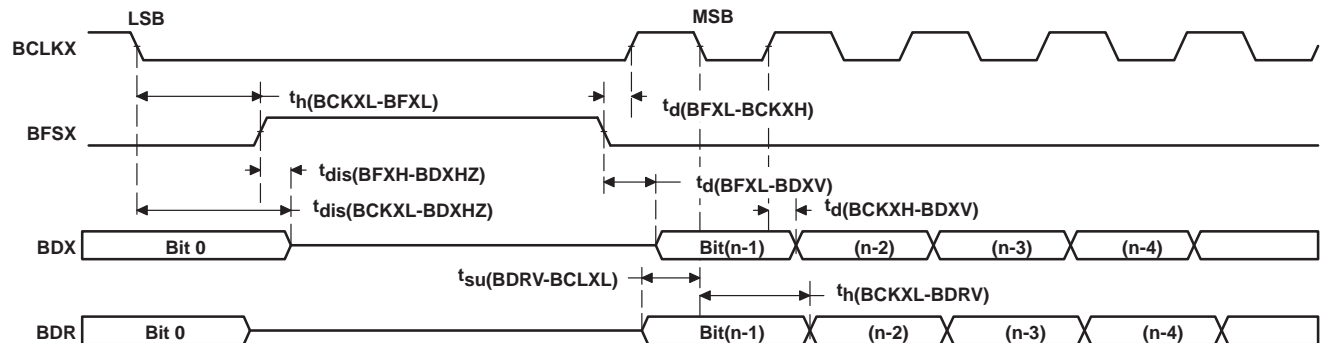 LSB MSB
BCLKX
th(BCKXL-BFXL) td(BFXL-BCKXH)
BFSX
tdis(BFXH-BDXHZ) td(BFXL-BDXV)
tdis(BCKXL-BDXHZ) td(BCKXH-BDXV)
BDX Bit 0 Bit(n-1) (n-2) (n-3) (n-4)
tsu(BDRV-BCLXL) th(BCKXL-BDRV)
BDR Bit 0 Bit(n-1) (n-2) (n-3) (n-4)